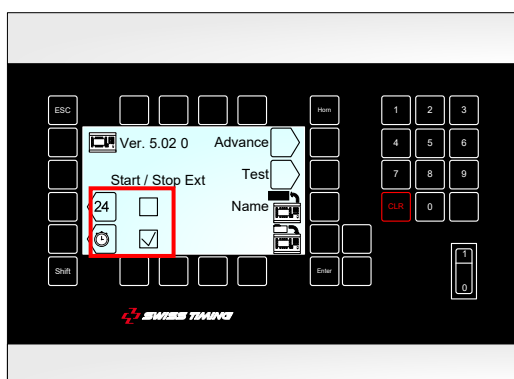 ESC
Horn
1 2 3
Ver. 5.02 0 Advance
4 5 6
Start / Stop Ext Test
7 8 9
24 Name
CLR 0
Shift
Enter
1
0
SWISS TIMING